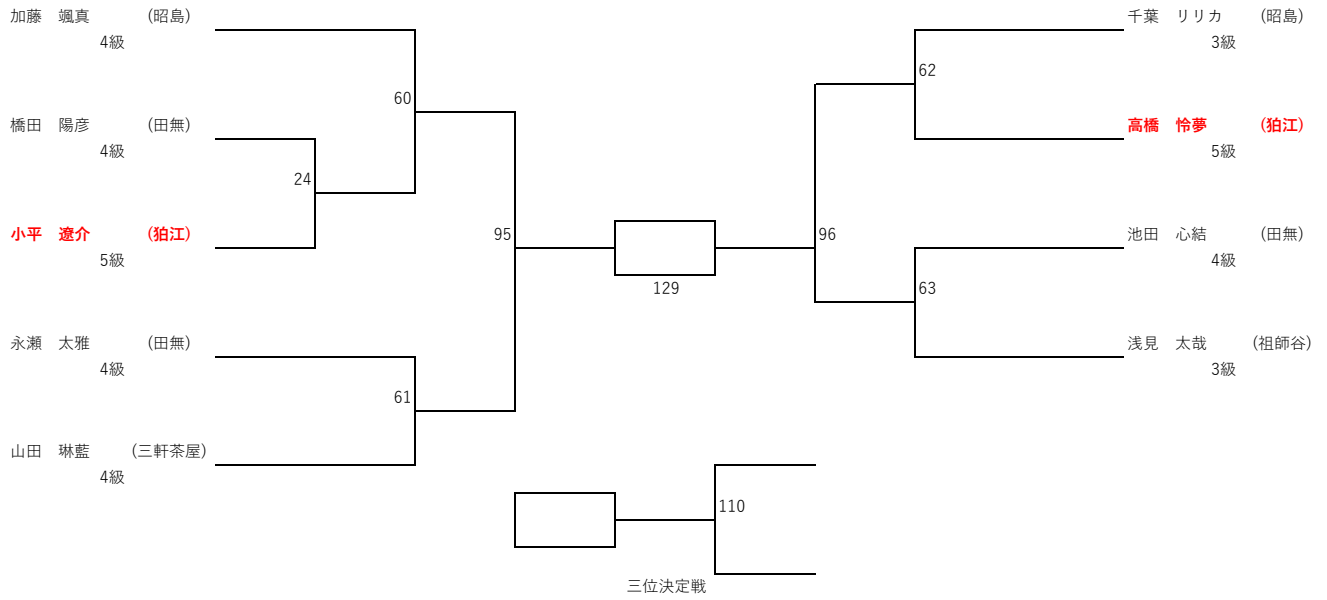 加藤　颯真　（昭島）
4級
橋田　陽彦　（田無）
4級
小平　遼介　（狛江）
5級
永瀬　太雅　（田無）
4級
山田　琳藍　（三軒茶屋）
4級
60
24
95
61
129
千葉　リリカ　（昭島）
3級
高橋　怜夢　（狛江）
5級
池田　心結　（田無）
4級
浅見　太哉　（祖師谷）
3級
62
96
63
110
三位決定戦